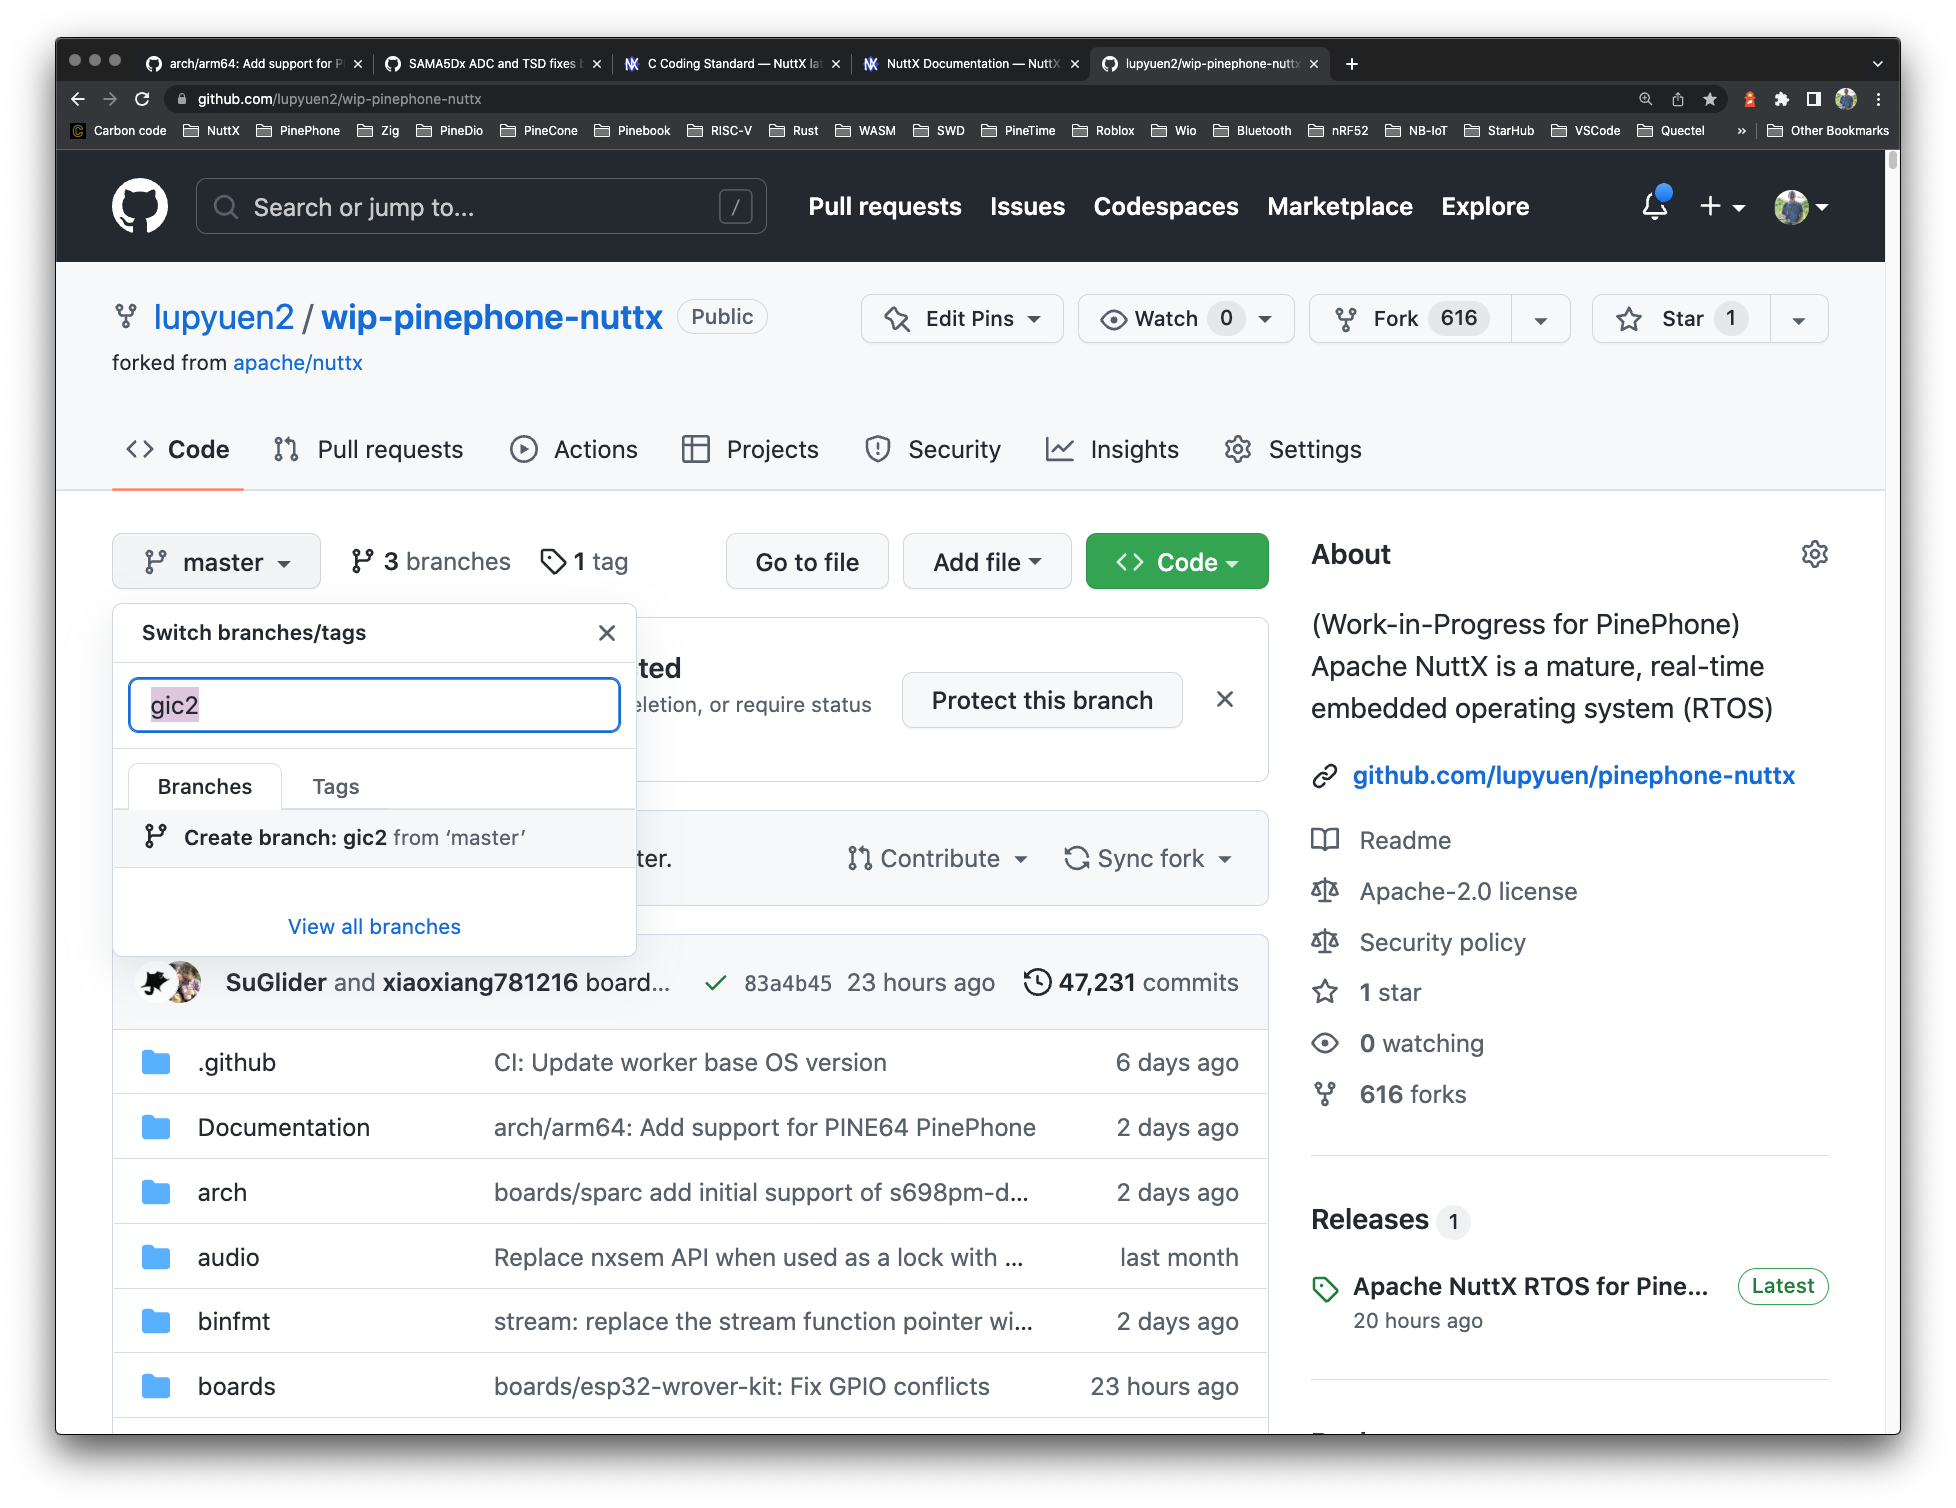 arch/arm64: Add support for P
SAMA5Dx ADC and TSD fixes
C Coding Standard — NuttX la
NuttX Documentation — NuttX
lupyuen2/wip-pinephone-nuttx
github.com/lupyuen2/wip-pinephone-nuttx
Carbon code NuttX PinePhone Zig PineDio PineCone Pinebook RISC-V Rust WASM SWD PineTime Roblox Wio Bluetooth nRF52 NB-IoT StarHub VSCode Quectel » Other Bookmarks
Search or jump to... /
Pull requests Issues Codespaces Marketplace Explore
lupyuen2 / wip-pinephone-nuttx Public
Edit Pins Watch 0 Fork 616 Star 1
forked from apache/nuttx
Code Pull requests Actions Projects Security Insights Settings
master 3 branches 1 tag Go to file Add file Code
Switch branches/tags
gic2
Branches Tags
Create branch: gic2 from ‘master’
View all branches
ted
eletion, or require status
Protect this branch
ter.
Contribute Sync fork
SuGlider and xiaoxiang781216 board... 83a4b45 23 hours ago 47,231 commits
.github CI: Update worker base OS version 6 days ago
Documentation arch/arm64: Add support for PINE64 PinePhone 2 days ago
arch boards/sparc add initial support of s698pm-d... 2 days ago
audio Replace nxsem API when used as a lock with ... last month
binfmt stream: replace the stream function pointer wi... 2 days ago
boards boards/esp32-wrover-kit: Fix GPIO conflicts 23 hours ago
About
(Work-in-Progress for PinePhone)
Apache NuttX is a mature, real-time
embedded operating system (RTOS)
github.com/lupyuen/pinephone-nuttx
Readme
Apache-2.0 license
Security policy
1 star
0 watching
616 forks
Releases 1
Apache NuttX RTOS for Pine... Latest
20 hours ago